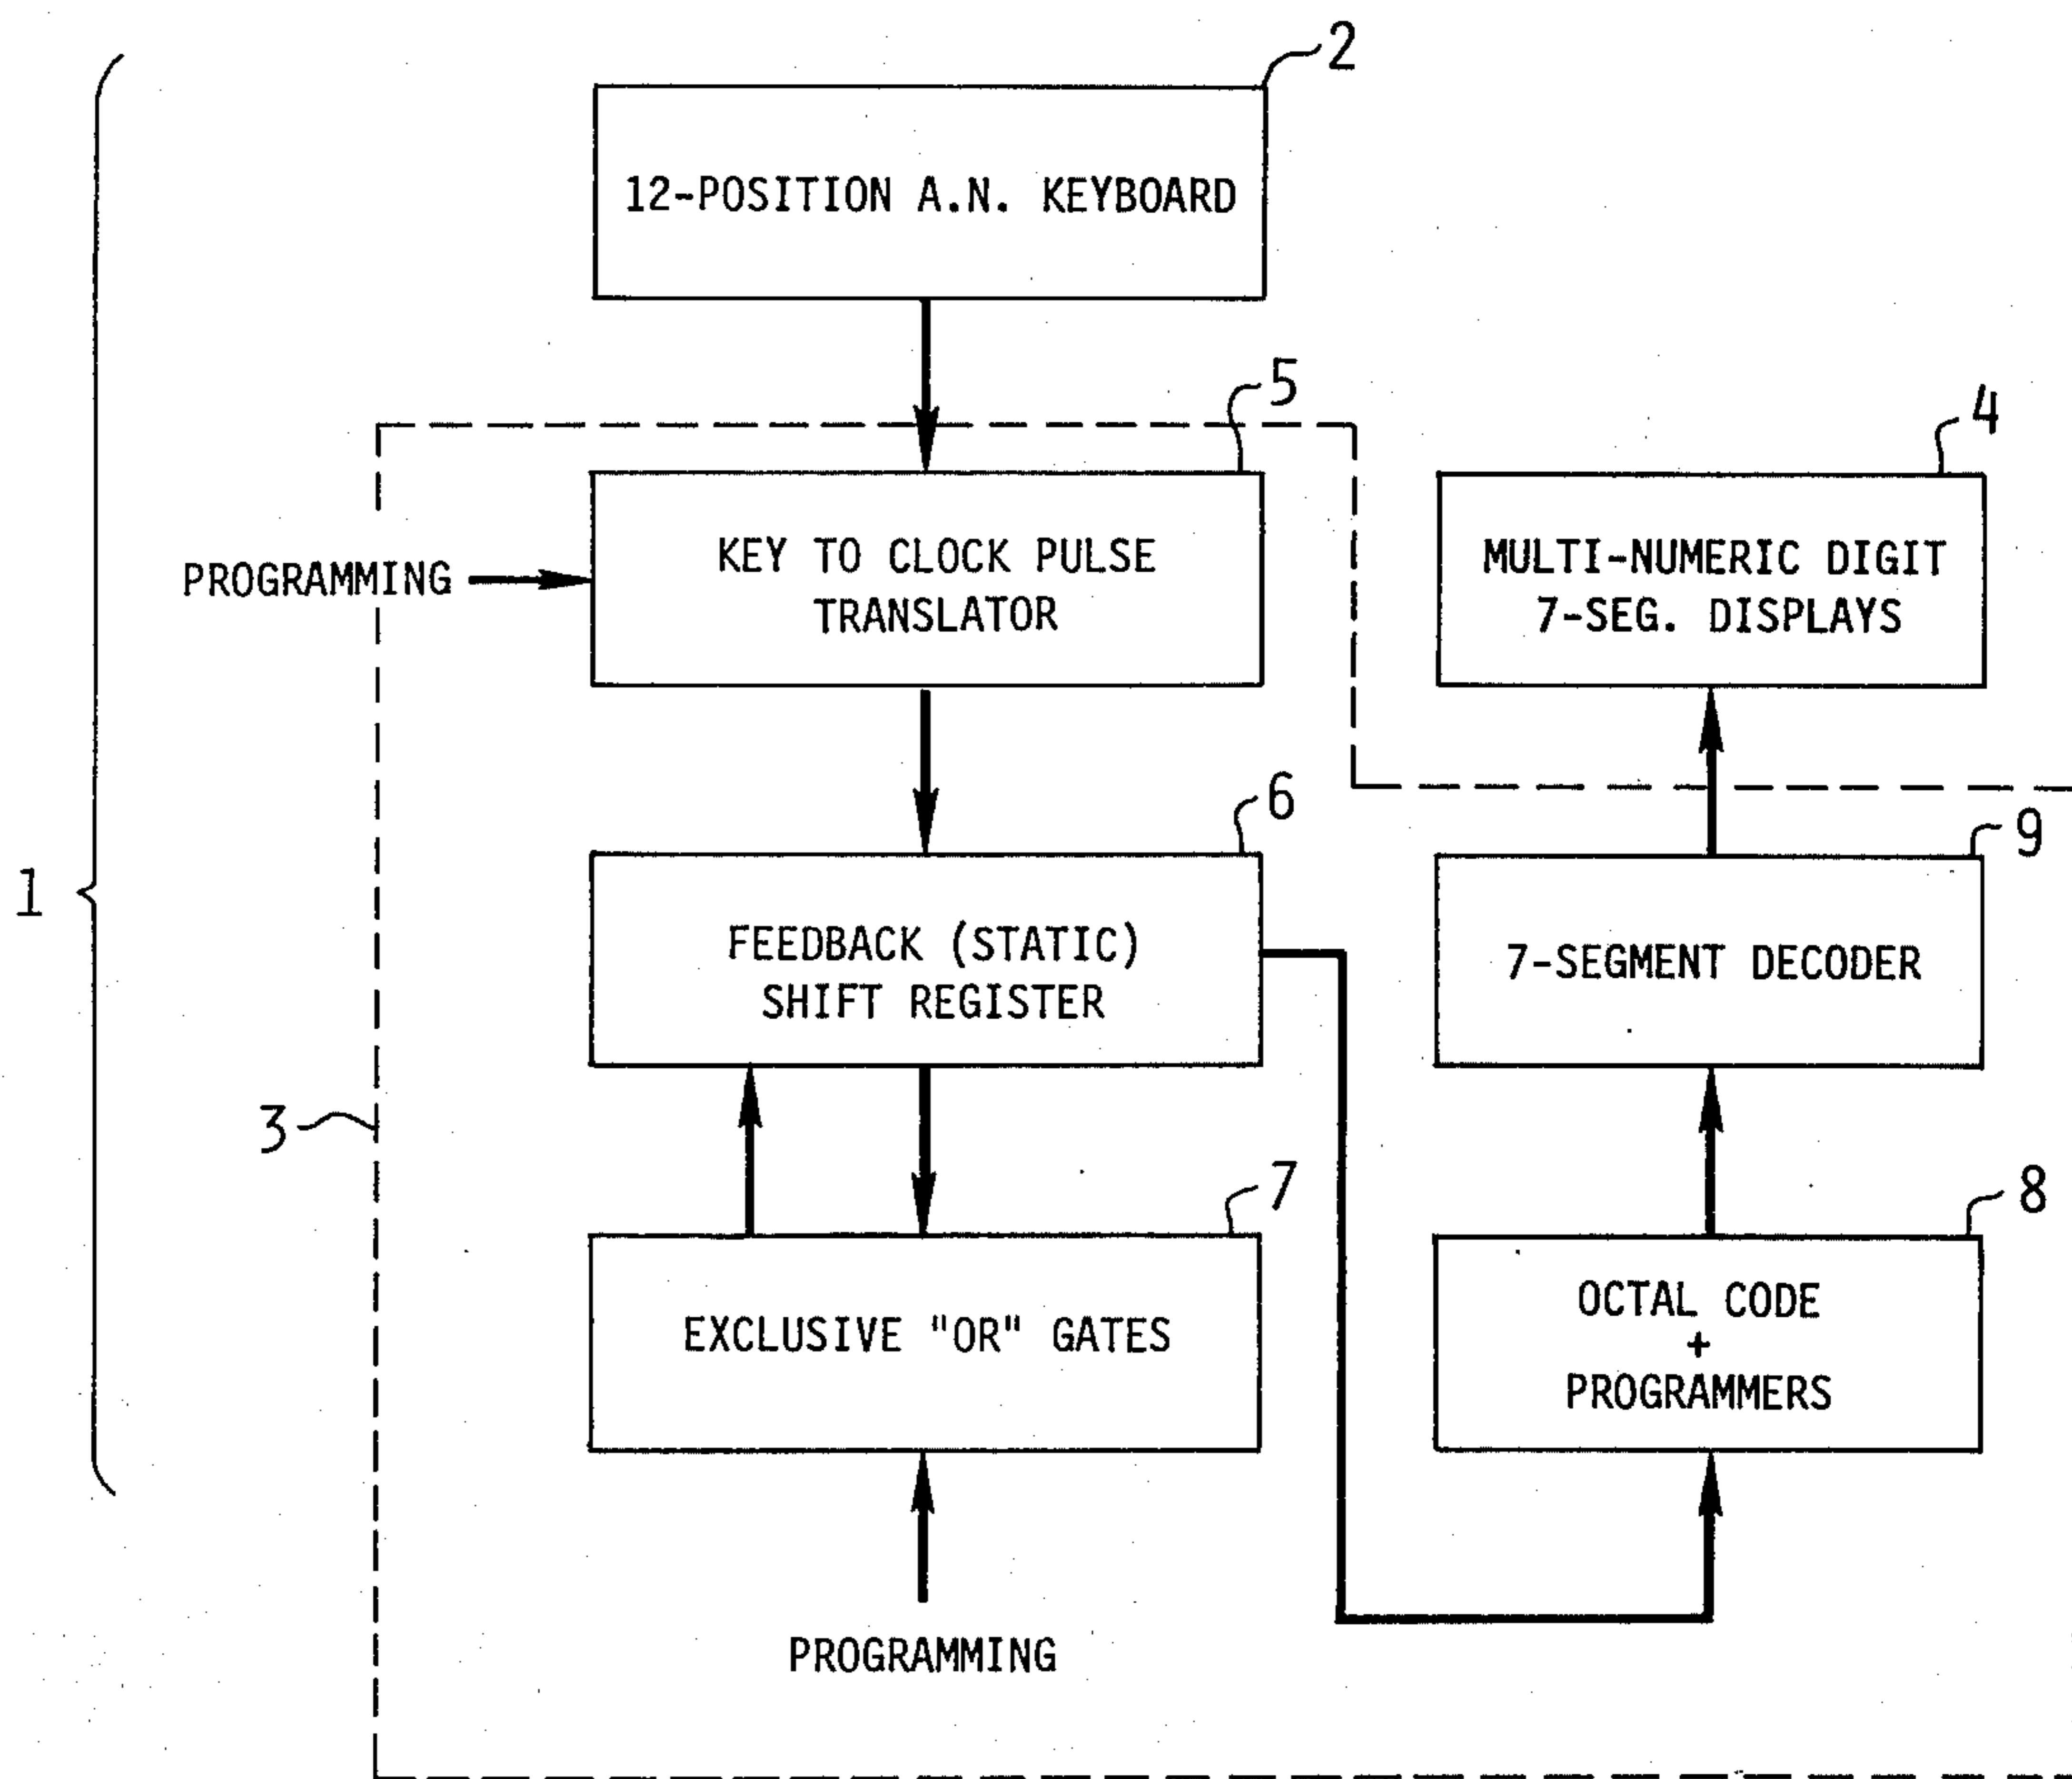 2
12-POSITION A.N. KEYBOARD
5
4
PROGRAMMING
KEY TO CLOCK PULSE
TRANSLATOR
MULTI-NUMERIC DIGIT
7-SEG. DISPLAYS
6
9
1
FEEDBACK (STATIC)
SHIFT REGISTER
7-SEGMENT DECODER
3
7
8
EXCLUSIVE "OR" GATES
OCTAL CODE
+
PROGRAMMERS
PROGRAMMING